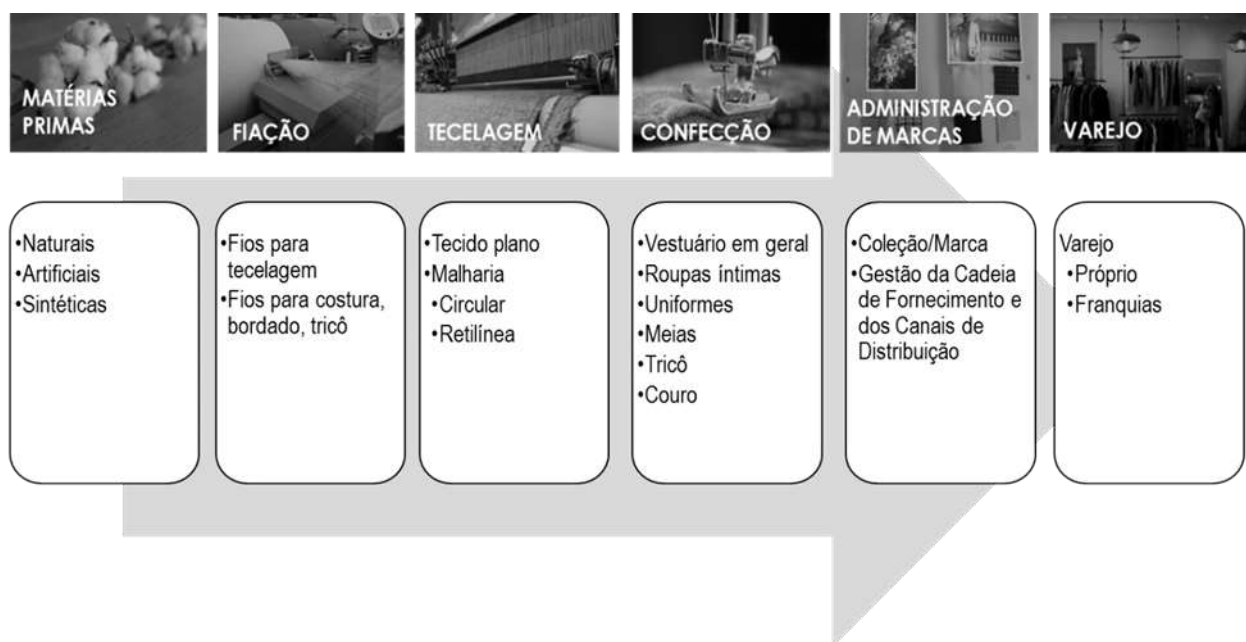 MATÉRIAS
PRIMAS
FIAÇÃO
TECELAGEM
CONFECÇÃO
ADMINISTRAÇÃO
DE MARCAS
VAREJO
•Naturais
•Artificiais
•Sintéticas
•Fios para
tecelagem
•Fios para costura,
bordado, tricô
•Tecido plano
•Malharia
•Circular
•Retilínea
•Vestuário em geral
•Roupas íntimas
•Uniformes
•Meias
•Tricô
•Couro
•Coleção/Marca
•Gestão da Cadeia
de Fornecimento e
dos Canais de
Distribuição
Varejo
•Próprio
•Franquias